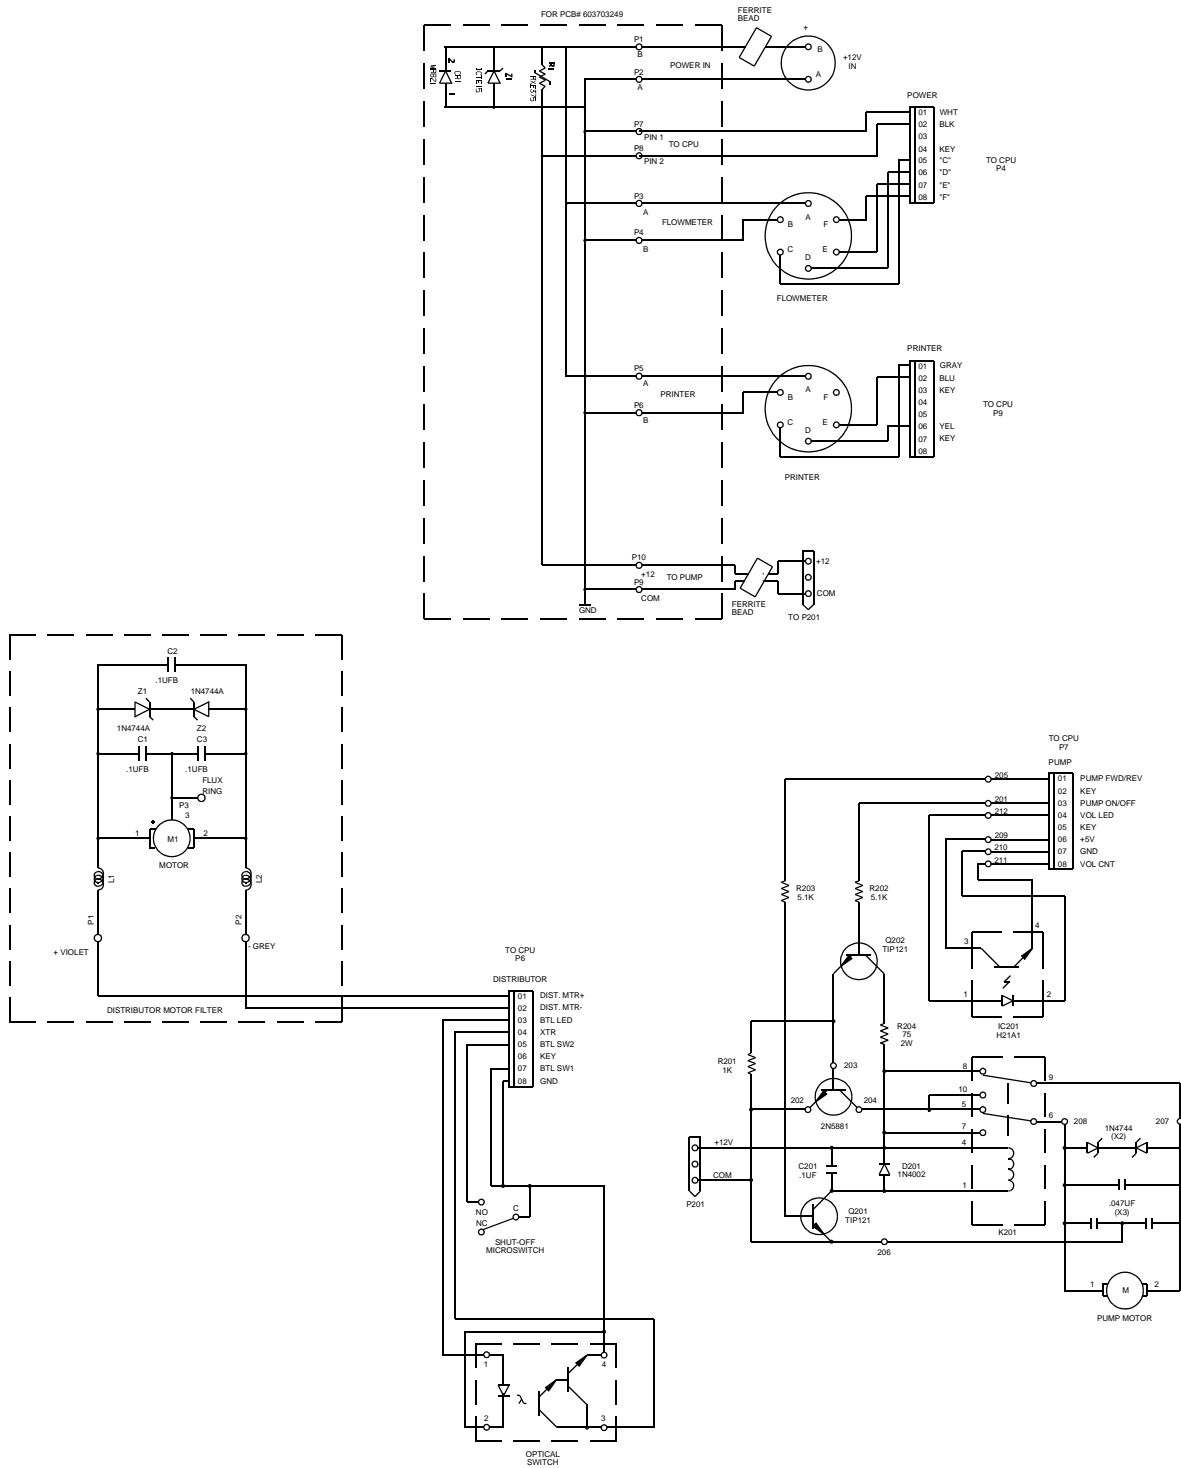 FOR PCB# 603703249
FERRITE
BEAD
+
P1
B
B
+12V
IN
POWER IN
P2
A
A
2
CR1
1
Z1
R1
POWER
P7
PIN 1
TO CPU
P8
PIN 2
01 WHT
02 BLK
03
04 KEY
05 "C"
06 "D"
07 "E"
08 "F"
TO CPU
P4
P3
A
FLOWMETER
P4
B
A
B
F
C
E
D
FLOWMETER
PRINTER
P5
A
PRINTER
P6
B
A
B
F
C
E
D
PRINTER
01 GRAY
02 BLU
03 KEY
04
05
06 YEL
07 KEY
08
TO CPU
P9
P10
+12
TO PUMP
P9
COM
GND
FERRITE
BEAD
+12
COM
TO P201
C2
.1UFB
Z1
1N4744A
1N4744A
Z2
C1
C3
.1UFB
.1UFB
FLUX
RING
P3
3
1
M1
2
MOTOR
L1
L2
P1
P2
+ VIOLET
- GREY
DISTRIBUTOR MOTOR FILTER
TO CPU
P6
DISTRIBUTOR
01 DIST. MTR+
02 DIST. MTR-
03 BTL LED
04 XTR
05 BTL SW2
06 KEY
07 BTL SW1
08 GND
NO
C
NC
SHUT-OFF
MICROSWITCH
1
4
2
3
OPTICAL
SWITCH
TO CPU
P7
PUMP
205
01 PUMP FWD/REV
02 KEY
201
03 PUMP ON/OFF
212
04 VOL LED
05 KEY
209
06 +5V
210
07 GND
211
08 VOL CNT
R203
5.1K
R202
5.1K
Q202
TIP121
4
3
1
2
IC201
H21A1
R204
75
2W
R201
1K
203
202
204
2N5881
8
9
10
5
6
7
4
1
K201
208
207
1N4744
(X2)
+12V
COM
P201
C201
.1UF
D201
1N4002
Q201
TIP121
206
.047UF
(X3)
1
M
2
PUMP MOTOR